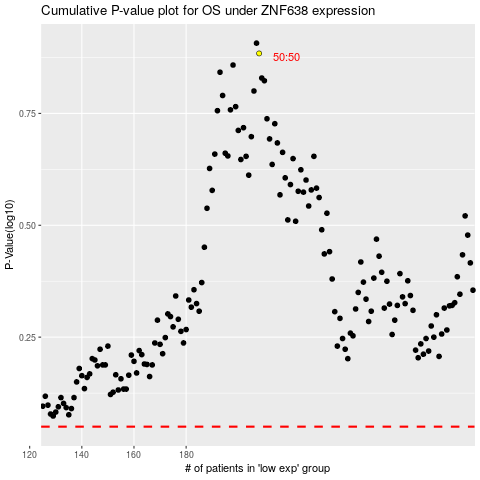 Cumulative P-value plot for OS under ZNF638 expression
50:50
0.75
0.50
0.25
P-Value(log10)
120 140 160 180
# of patients in 'low exp' group